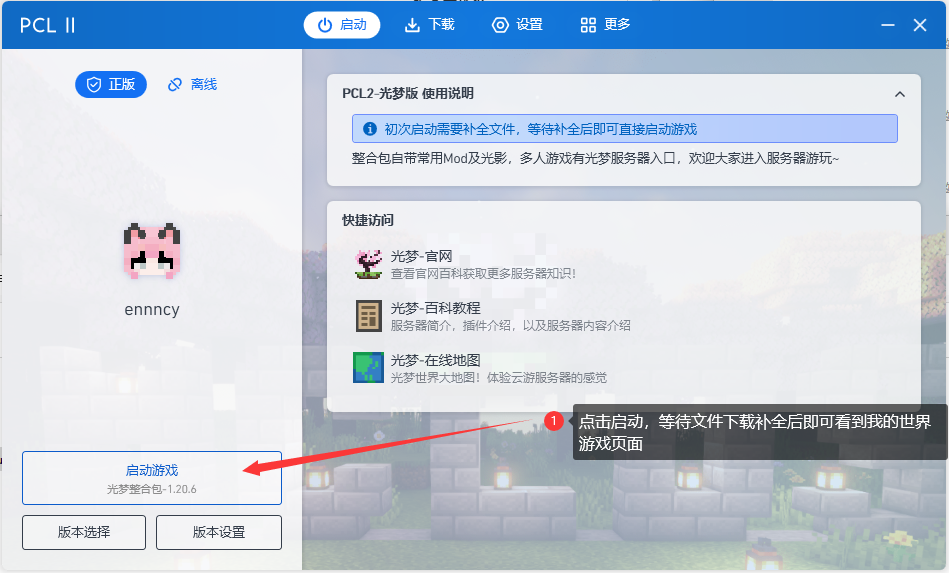 PCL II
启动
下载
设置
更多
正版
离线
ennncy
启动游戏
光梦整合包-1.20.6
版本选择
版本设置
PCL2-光梦版 使用说明
初次启动需要补全文件，等待补全后即可直接启动游戏
整合包自带常用Mod及光影，多人游戏有光梦服务器入口，欢迎大家进入服务器游玩~
快捷访问
光梦-官网
查看官网百科获取更多服务器知识！
光梦-百科教程
服务器简介，插件介绍，以及服务器内容介绍
光梦-在线地图
光梦世界大地图！体验云游服务器的感觉
1
点击启动，等待文件下载补全后即可看到我的世界
游戏页面